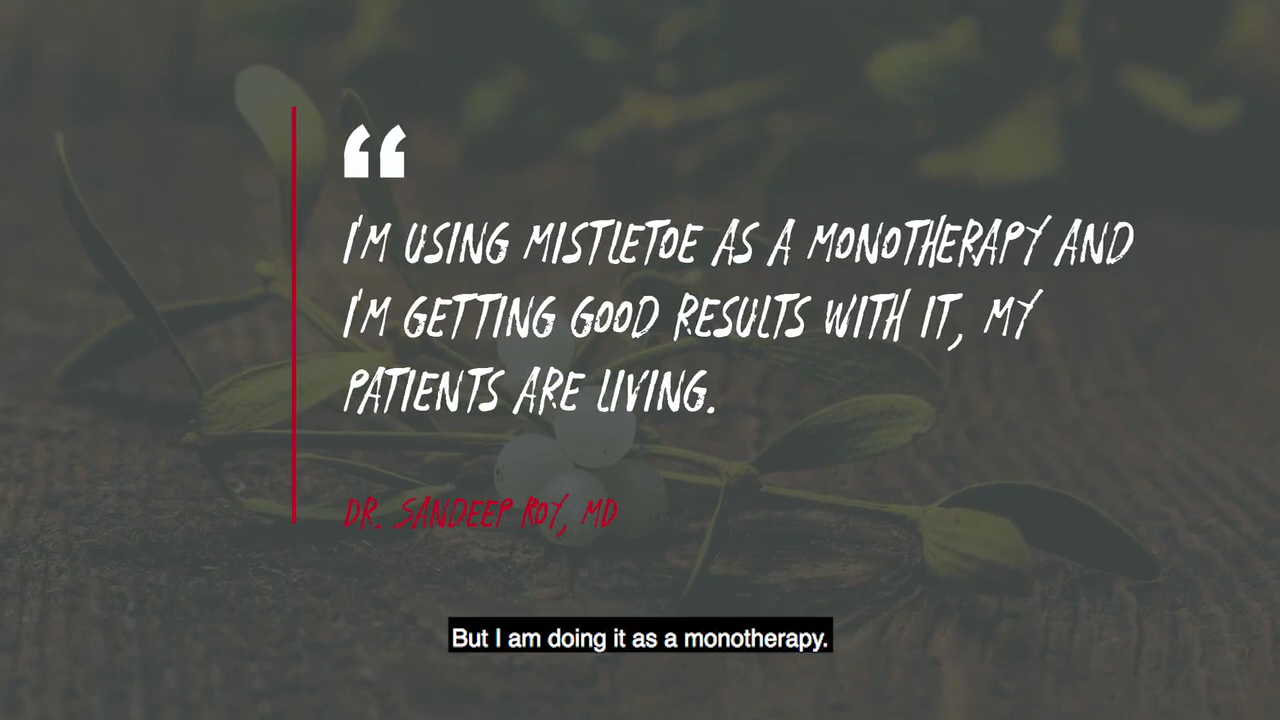 “
I'M USING MISTLETOE AS A MONOTHERAPY AND
I'M GETTING GOOD RESULTS WITH IT, MY
PATIENTS ARE LIVING.
DR. SANDEEP ROY, MD
But I am doing it as a monotherapy.